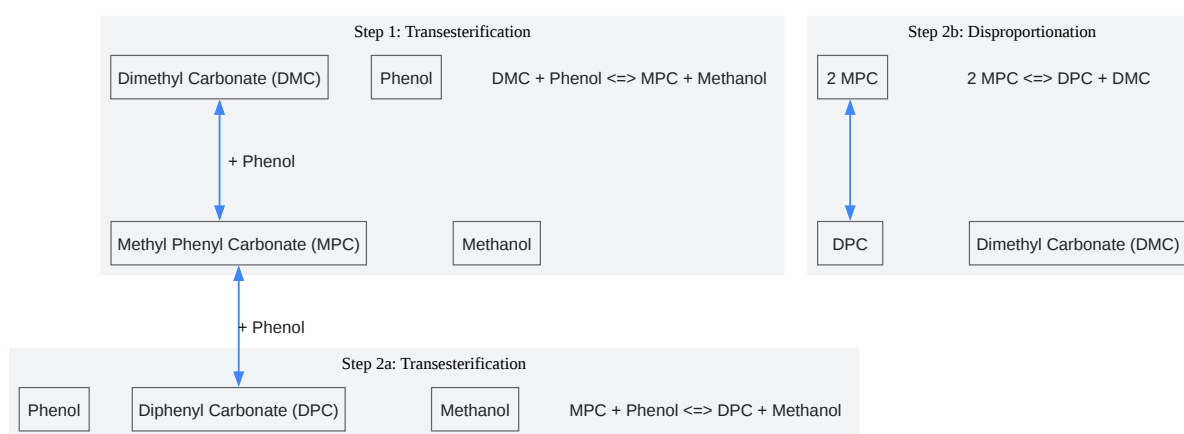 Step 1: Transesterification
Dimethyl Carbonate (DMC)
Phenol
DMC + Phenol <=> MPC + Methanol
+ Phenol
Methyl Phenyl Carbonate (MPC)
Methanol
Step 2b: Disproportionation
2 MPC
2 MPC <=> DPC + DMC
DPC
Dimethyl Carbonate (DMC)
+ Phenol
Step 2a: Transesterification
Phenol
Diphenyl Carbonate (DPC)
Methanol
MPC + Phenol <=> DPC + Methanol